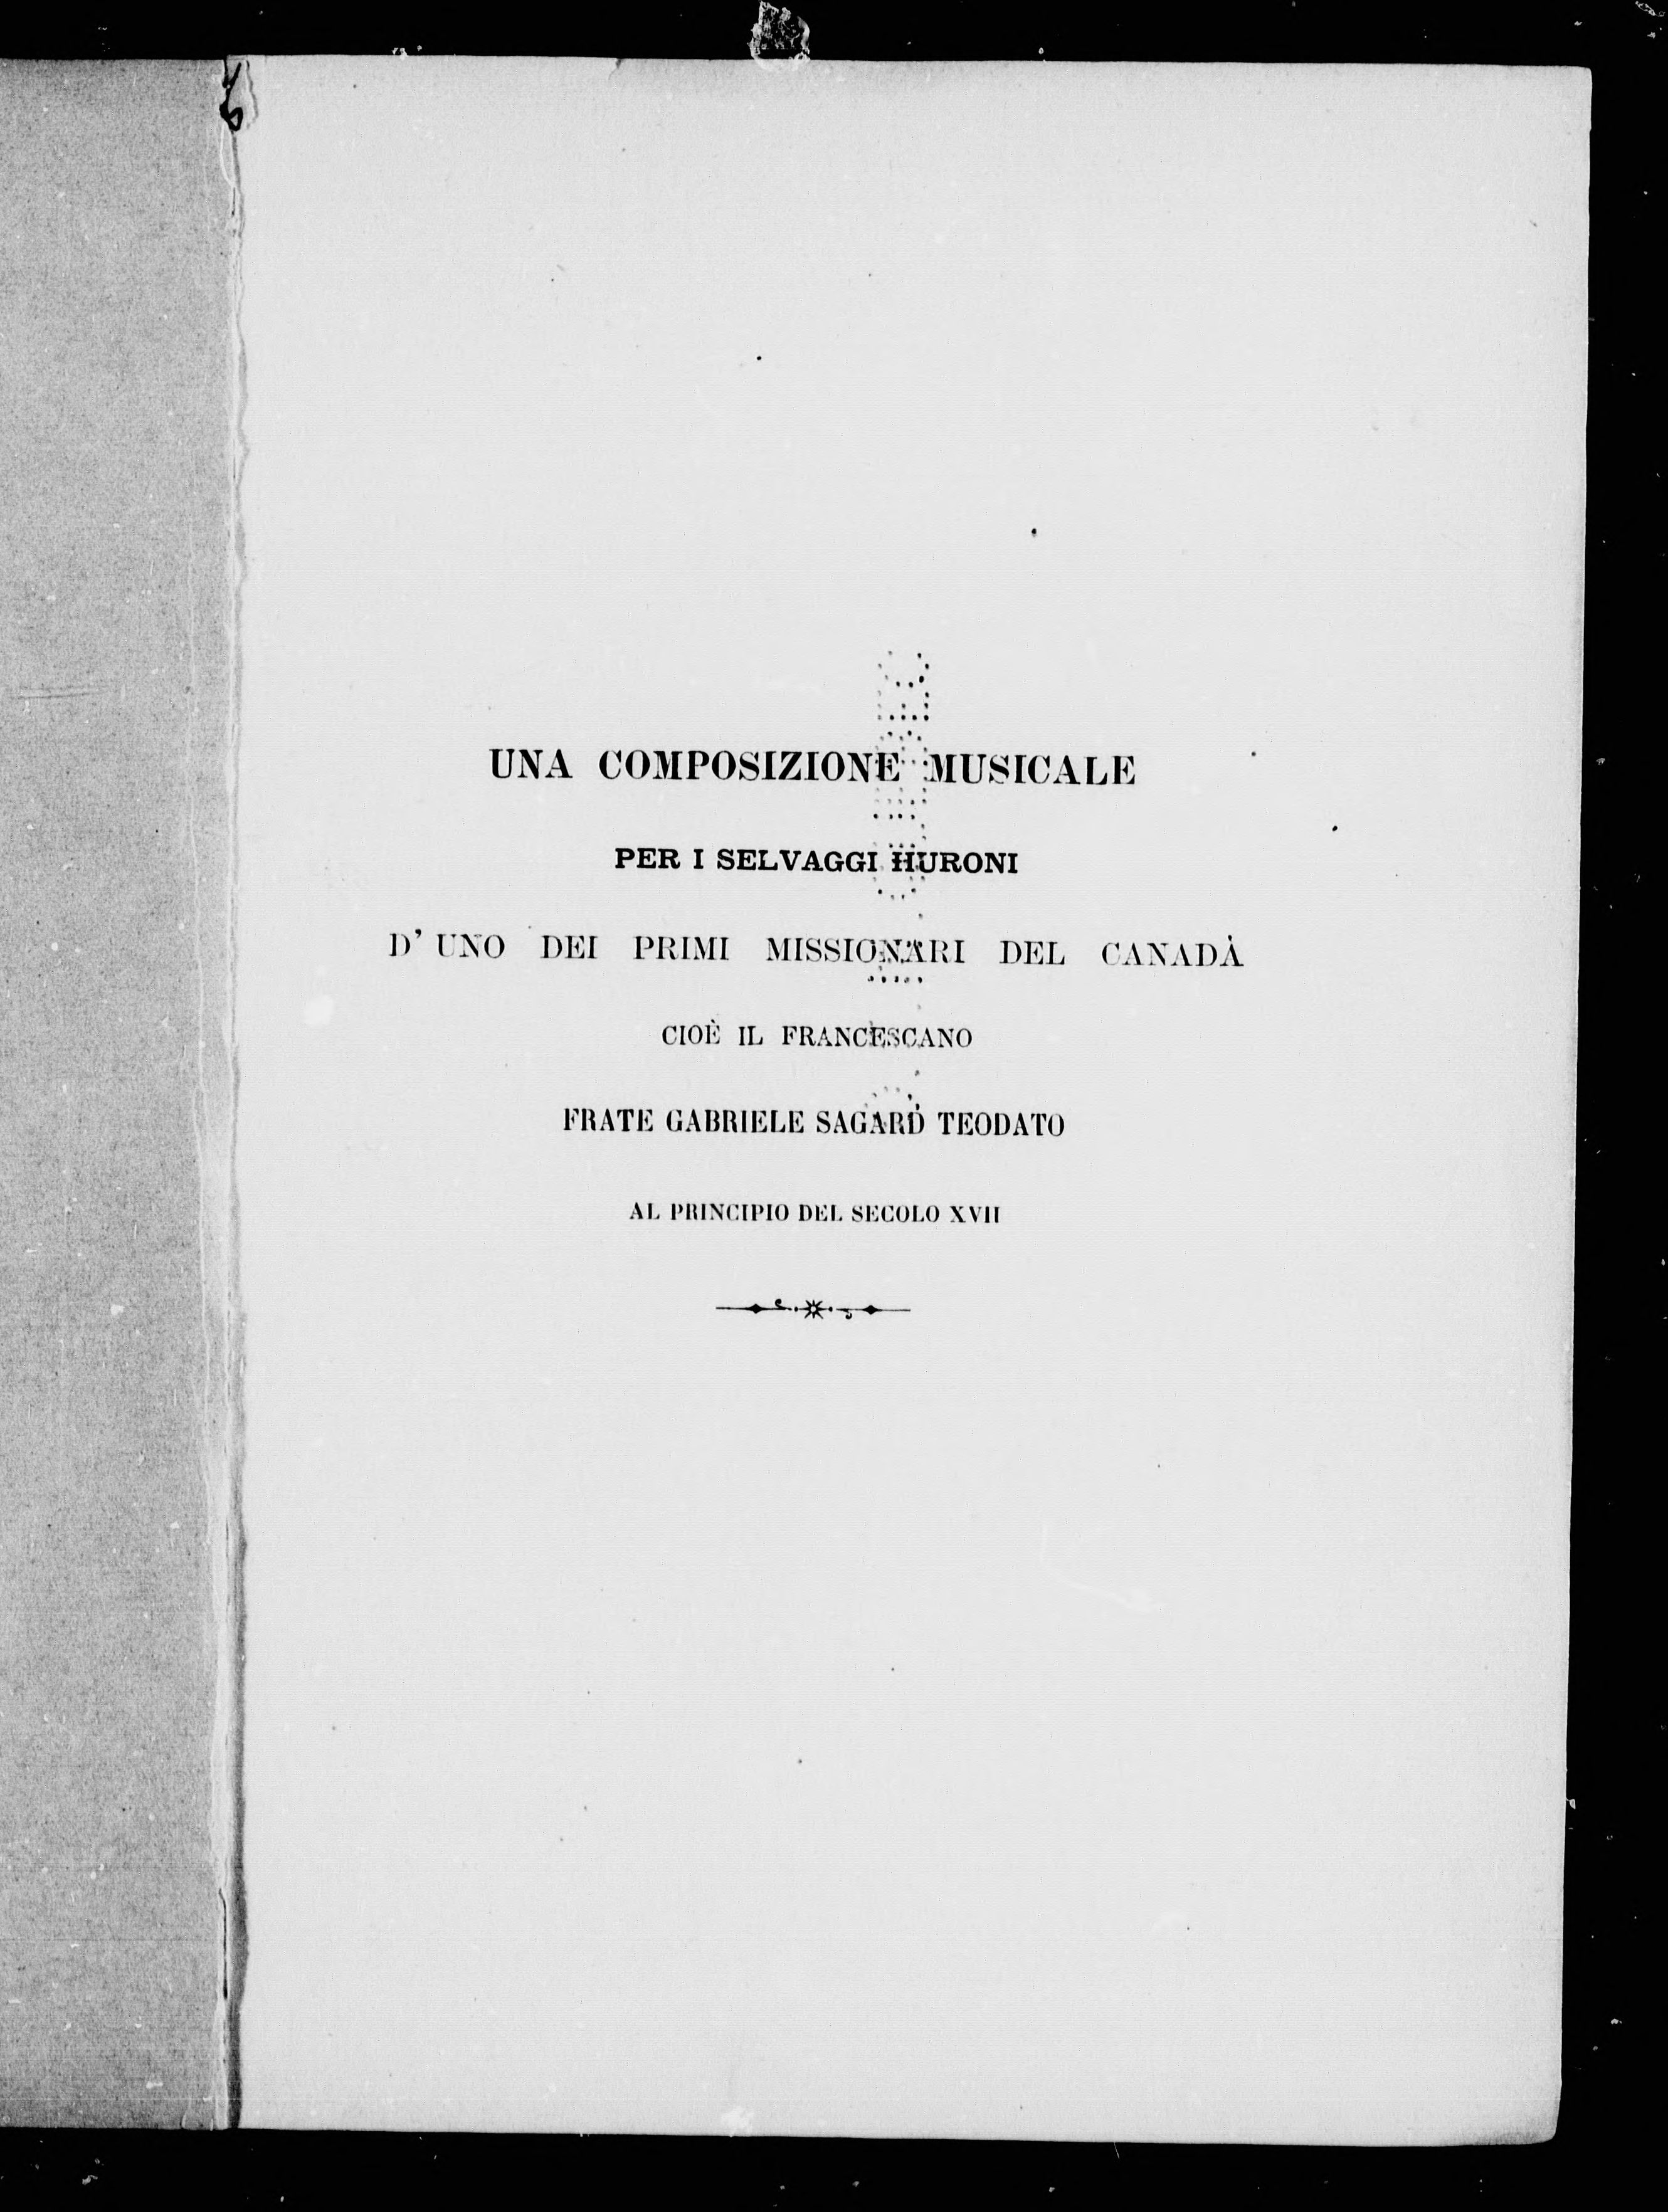 UNA COMPOSIZIONE MUSICALE
PER I SELVAGGI HURONI
D' UNO DEI PRIMI MISSIONARI DEL CANADÀ
CIOÈ IL FRANCESCANO
FRATE GABRIELE SAGARD TEODATO
AL PRINCIPIO DEL SECOLO XVII